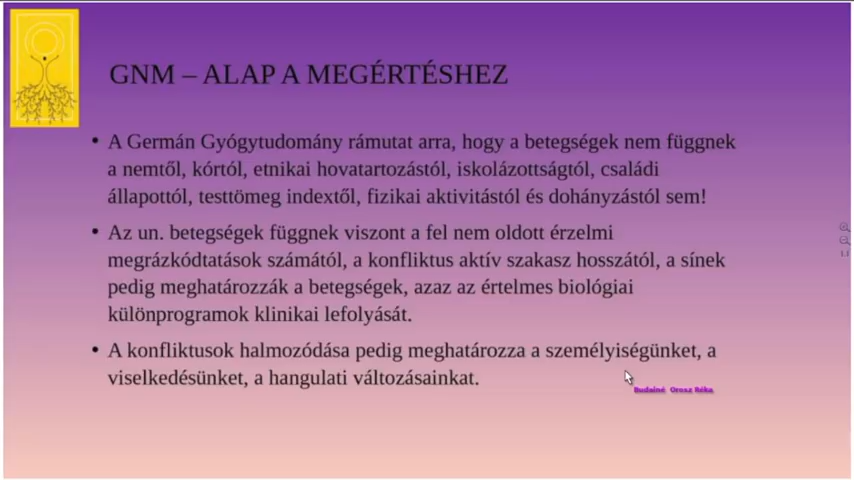 GNM – ALAP A MEGÉRTÉSHEZ
• A Germán Gyógytudomány rámutat arra, hogy a betegségek nem függnek
a nemtől, kórtól, etnikai hovatartozástól, iskolázottságtól, családi
állapottól, testtömeg indextől, fizikai aktivitástól és dohányzástól sem!
• Az un. betegségek függnek viszont a fel nem oldott érzelmi
megrázkódtatások számától, a konfliktus aktív szakasz hosszától, a sínek
pedig meghatározzák a betegségek, azaz az értelmes biológiai
különprogramok klinikai lefolyását.
• A konfliktusok halmozódása pedig meghatározza a személyiségünket, a
viselkedésünket, a hangulati változásainkat.
Budainé Orosz Réka